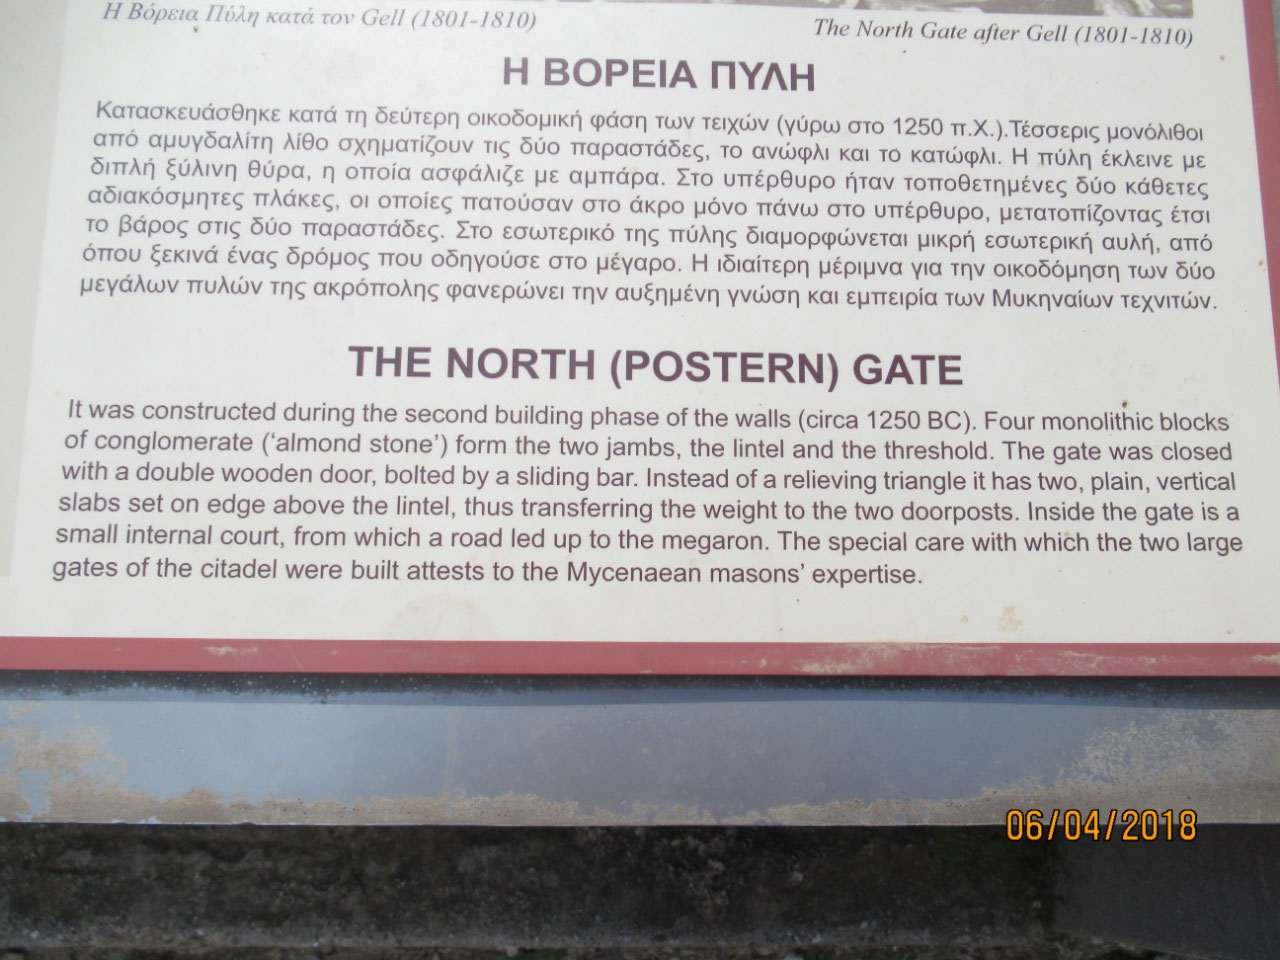 Η Βόρεια Πύλη κατά τον Gell (1801-1810)
The North Gate after Gell (1801-1810)
Η ΒΟΡΕΙΑ ΠΥΛΗ
Κατασκευάσθηκε κατά τη δεύτερη οικοδομική φάση των τειχών (γύρω στο 1250 π.Χ.).Τέσσερις μονόλιθοι
από αμυγδαλίτη λίθο σχηματίζουν τις δύο παραστάδες, το ανώφλι και το κατώφλι. Η πύλη έκλεινε με
διπλή ξύλινη θύρα, η οποία ασφάλιζε με αμπάρα. Στο υπέρθυρο ήταν τοποθετημένες δύο κάθετες
αδιακόσμητες πλάκες, οι οποίες πατούσαν στο άκρο μόνο πάνω στο υπέρθυρο, μετατοπίζοντας έτσι
το βάρος στις δύο παραστάδες. Στο εσωτερικό της πύλης διαμορφώνεται μικρή εσωτερική αυλή, από
όπου ξεκινά ένας δρόμος που οδηγούσε στο μέγαρο. Η ιδιαίτερη μέριμνα για την οικοδόμηση των δύο
μεγάλων πυλών της ακρόπολης φανερώνει την αυξημένη γνώση και εμπειρία των Μυκηναίων τεχνιτών.
THE NORTH (POSTERN) GATE
It was constructed during the second building phase of the walls (circa 1250 BC). Four monolithic blocks
of conglomerate (‘almond stone’) form the two jambs, the lintel and the threshold. The gate was closed
with a double wooden door, bolted by a sliding bar. Instead of a relieving triangle it has two, plain, vertical
slabs set on edge above the lintel, thus transferring the weight to the two doorposts. Inside the gate is a
small internal court, from which a road led up to the megaron. The special care with which the two large
gates of the citadel were built attests to the Mycenaean masons’ expertise.
06/04/2018